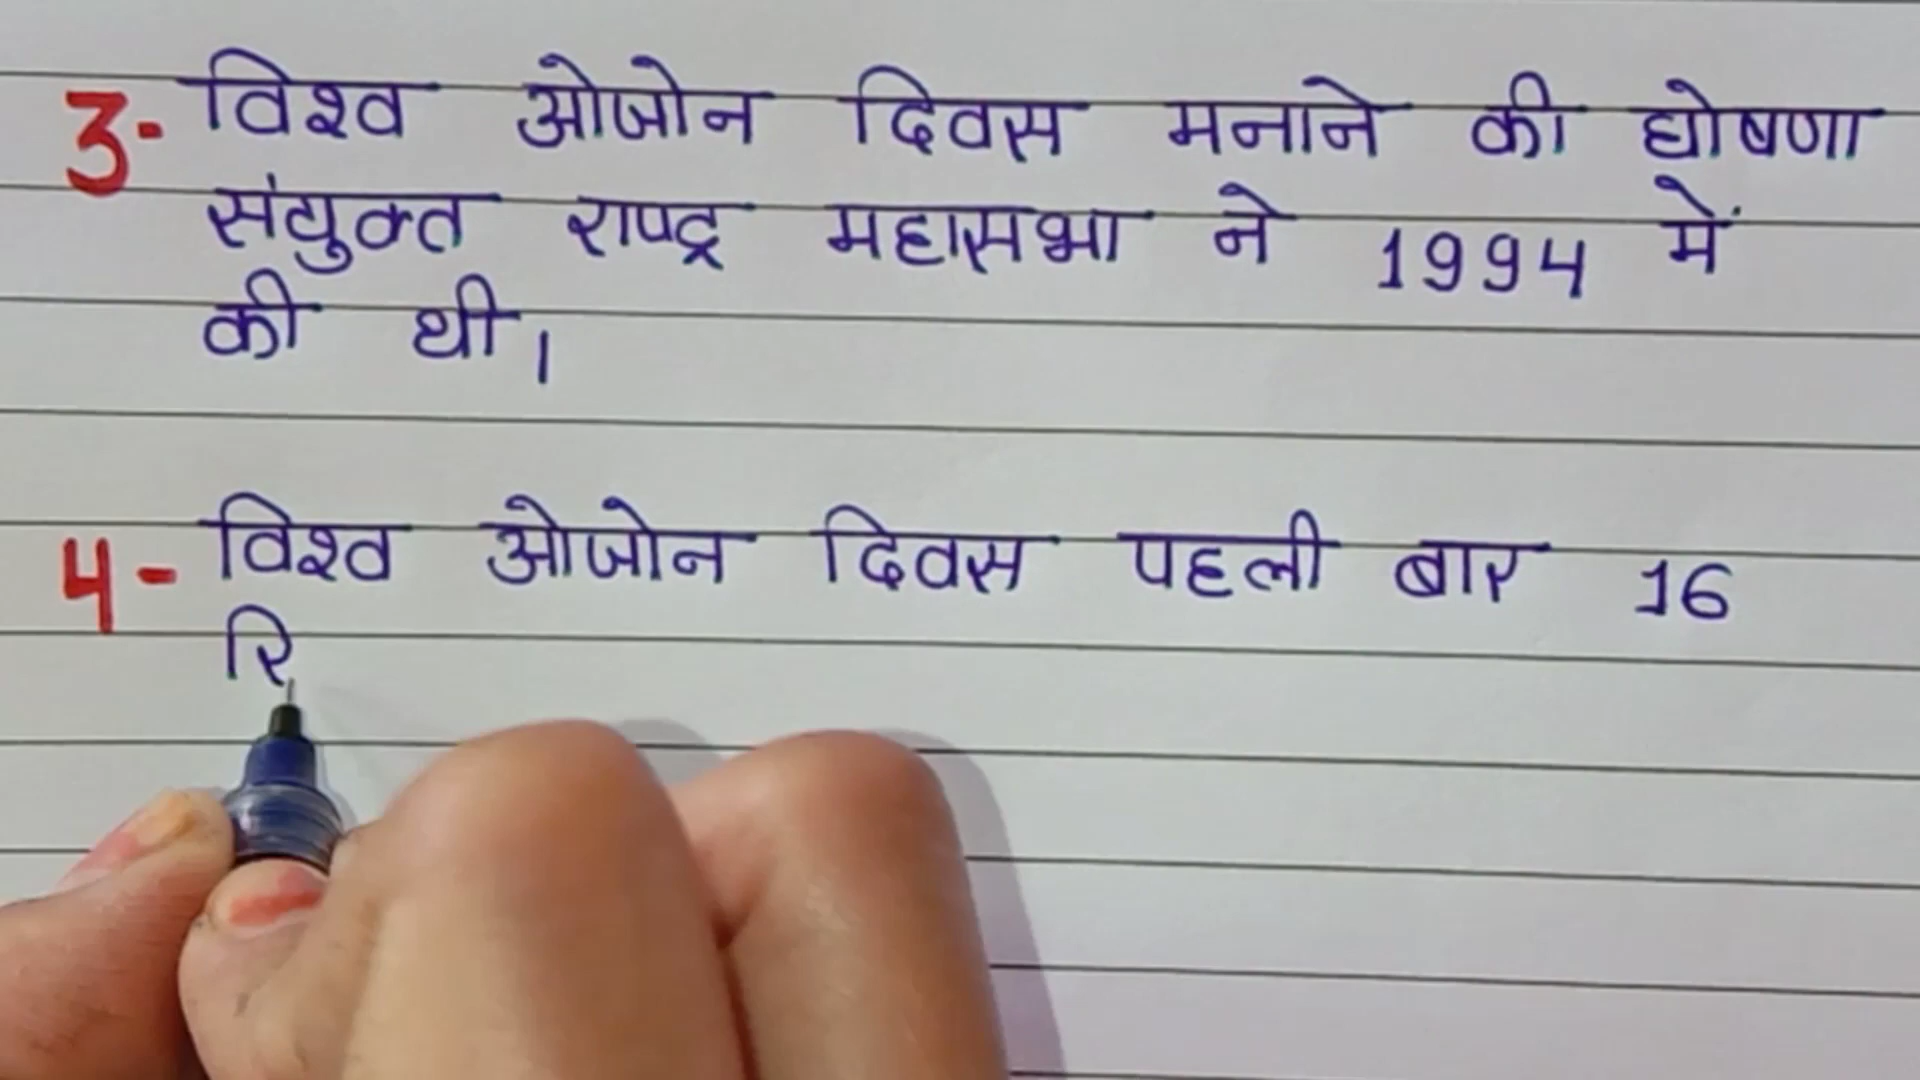 3- विश्व ओजोन दिवस मनाने की घोषणा
संयुक्त राष्ट्र महासभा ने 1994 में
की थी।
4- विश्व ओजोन दिवस पहली बार 16